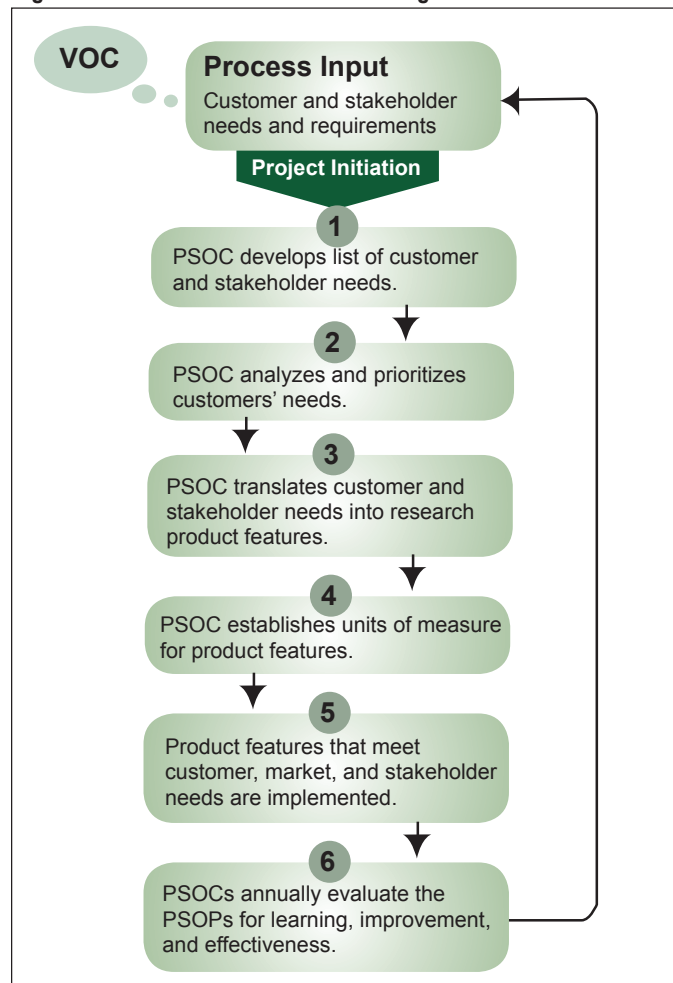 VOC
Process Input
Customer and stakeholder
needs and requirements
Project Initiation
1
PSOC develops list of customer
and stakeholder needs.
2
PSOC analyzes and prioritizes
customers’ needs.
3
PSOC translates customer and
stakeholder needs into research
product features.
4
PSOC establishes units of measure
for product features.
5
Product features that meet
customer, market, and stakeholder
needs are implemented.
6
PSOCs annually evaluate the
PSOPs for learning, improvement,
and effectiveness.